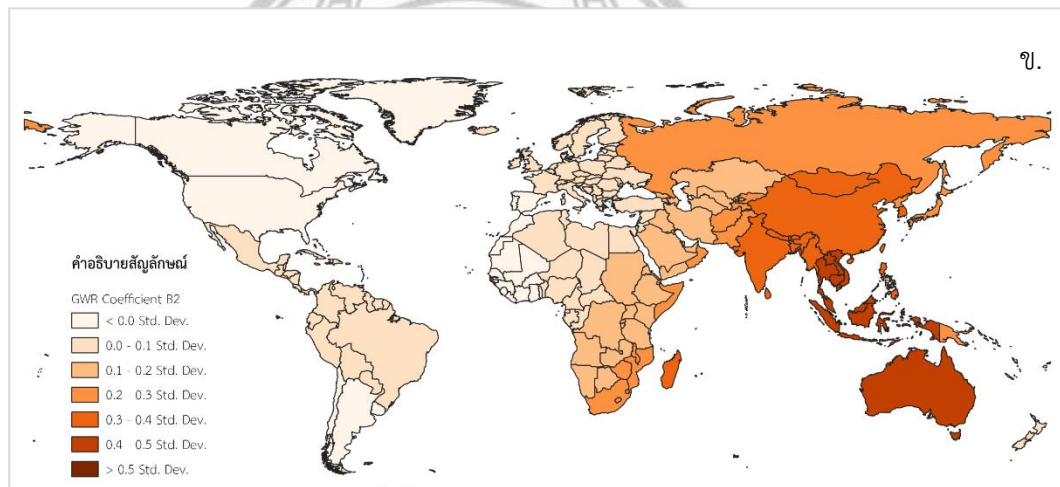 ข.
คำอธิบายสัญลักษณ์
GWR Coefficient B2
< 0.0 Std. Dev.
0.0 - 0.1 Std. Dev.
0.1 - 0.2 Std. Dev.
0.2 - 0.3 Std. Dev.
0.3 - 0.4 Std. Dev.
0.4 - 0.5 Std. Dev.
> 0.5 Std. Dev.